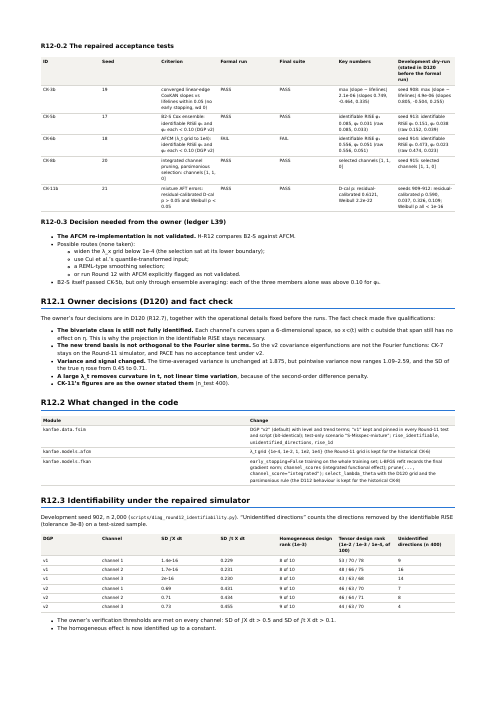 R12-0.2 The repaired acceptance tests
ID Seed Criterion Formal run Final suite Key numbers Development dry-run
(stated in D120
before the formal
run)
CK-3b 19 converged linear-edge
CoxKAN slopes vs
lifelines within 0.05 (no
early stopping, wd 0)
PASS PASS max |beta − lifelines|
2.1e-06 (slopes 0.749,
-0.464, 0.335)
seed 908: max |beta −
lifelines| 4.9e-06 (slopes
0.805, -0.504, 0.255)
CK-5b 17 B2-S Cox ensemble:
identifiable RISE φ₁ and
φ₂ each < 0.10 (DGP v2)
PASS PASS identifiable RISE φ₁
0.085, φ₂ 0.031 (raw
0.085, 0.033)
seed 913: identifiable
RISE φ₁ 0.151, φ₂ 0.038
(raw 0.152, 0.039)
CK-6b 18 AFCM (λ_t grid to 1e6):
identifiable RISE φ₁ and
φ₂ each < 0.10 (DGP v2)
FAIL FAIL identifiable RISE φ₁
0.556, φ₂ 0.051 (raw
0.556, 0.051)
seed 914: identifiable
RISE φ₁ 0.473, φ₂ 0.023
(raw 0.474, 0.023)
CK-8b 20 integrated channel
pruning; parsimonious
selection: channels [1, 1,
0]
PASS PASS selected channels [1, 1,
0]
seed 915: selected
channels [1, 1, 0]
CK-11b 21 mixture AFT errors:
residual-calibrated D-cal
p > 0.05 and Weibull p <
0.05
PASS PASS D-cal p: residual-
calibrated 0.6121,
Weibull 2.2e-22
seeds 909-912: residual-
calibrated p 0.590,
0.037, 0.326, 0.109;
Weibull p all < 1e-16
R12-0.3 Decision needed from the owner (ledger L39)
• The AFCM re-implementation is not validated. H-R12 compares B2-S against AFCM.
• Possible routes (none taken):
widen the λ_x grid below 1e-4 (the selection sat at its lower boundary);
use Cui et al.'s quantile-transformed input;
a REML-type smoothing selection;
or run Round 12 with AFCM explicitly flagged as not validated.
• B2-S itself passed CK-5b, but only through ensemble averaging: each of the three members alone was above 0.10 for φ₁.
R12.1 Owner decisions (D120) and fact check
The owner's four decisions are in D120 (R12.7), together with the operational details fixed before the runs. The fact check made five qualifications:
• The bivariate class is still not fully identified. Each channel's curves span a 6-dimensional space, so x·c(t) with c outside that span still has no
effect on η. This is why the projection in the identifiable RISE stays necessary.
• The new trend basis is not orthogonal to the Fourier sine terms. So the v2 covariance eigenfunctions are not the Fourier functions: CK-7
stays on the Round-11 simulator, and PACE has no acceptance test under v2.
• Variance and signal changed. The time-averaged variance is unchanged at 1.875, but pointwise variance now ranges 1.09–2.59, and the SD of
the true η rose from 0.45 to 0.71.
• A large λ_t removes curvature in t, not linear time variation, because of the second-order difference penalty.
• CK-11's figures are as the owner stated them (n_test 400).
R12.2 What changed in the code
Module Change
kanfae.data.fsim DGP "v2" (default) with level and trend terms; "v1" kept and pinned in every Round-11 test
and script (bit-identical); test-only scenario "b-Misspec-mixture"; rise_identifiable,
unidentified_directions, rise_1d
kanfae.models.afcm λ_t grid {1e-4, 1e-2, 1, 1e2, 1e4} (the Round-11 grid is kept for the historical CK-6)
kanfae.models.fkan early_stopping=False training on the whole training set; L-BFGS refit records the final
gradient norm; channel_scores (integrated functional effect); prune(...,
channel_score="integrated"); select_lambda_theta with the D120 grid and the
parsimonious rule (the D112 behaviour is kept for the historical CK8)
R12.3 Identifiability under the repaired simulator
Development seed 902, n 2,000 (scripts/diag_round12_identifiability.py). "Unidentified directions" counts the directions removed by the identifiable RISE
(tolerance 3e-8) on a test-sized sample.
DGP Channel SD ∫X dt SD ∫t X dt Homogeneous design
rank (1e-3)
Tensor design rank
(1e-2 / 1e-3 / 1e-4, of
100)
Unidentified
directions (n 400)
v1 channel 1 1.4e-16 0.229 8 of 10 53 / 70 / 78 9
v1 channel 2 1.7e-16 0.231 8 of 10 48 / 66 / 75 16
v1 channel 3 2e-16 0.230 8 of 10 43 / 63 / 68 14
v2 channel 1 0.69 0.431 9 of 10 46 / 63 / 70 7
v2 channel 2 0.71 0.434 9 of 10 46 / 64 / 71 8
v2 channel 3 0.73 0.455 9 of 10 44 / 63 / 70 4
• The owner's verification thresholds are met on every channel: SD of ∫X dt > 0.5 and SD of ∫t X dt > 0.1.
• The homogeneous effect is now identified up to a constant.